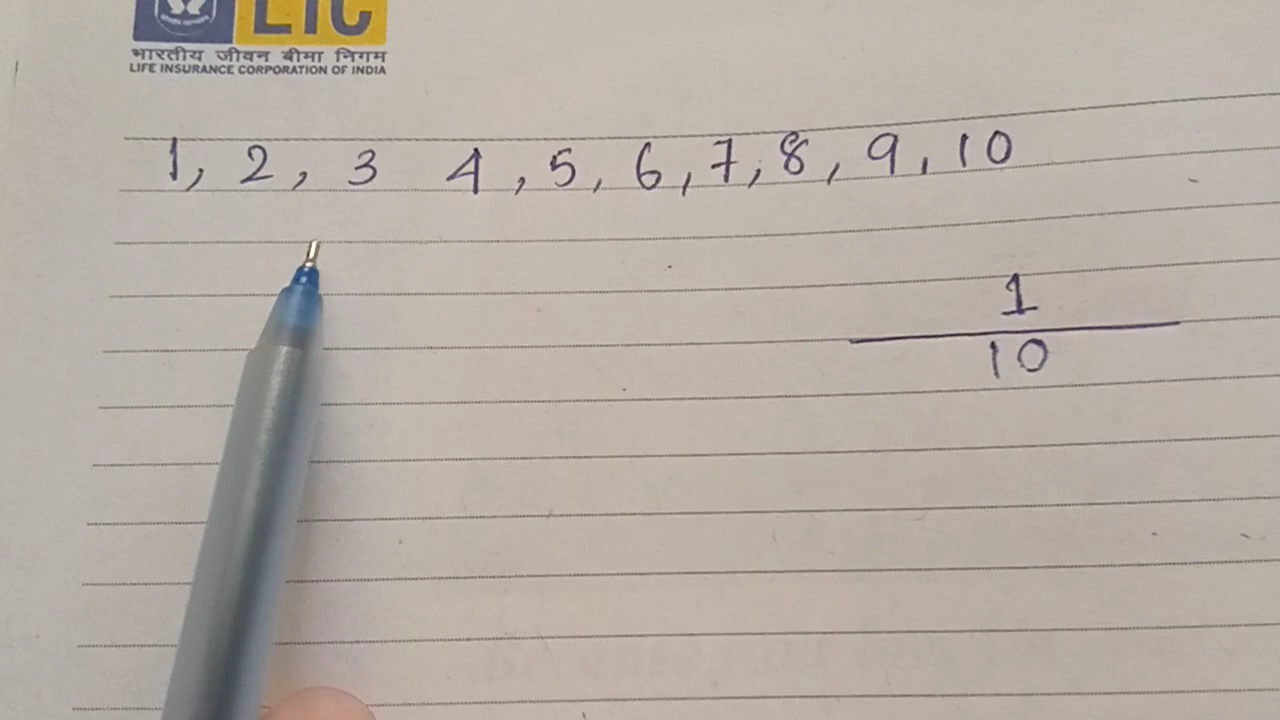 LIC
भारतीय जीवन बीमा निगम
LIFE INSURANCE CORPORATION OF INDIA
1, 2, 3 4, 5, 6, 7, 8, 9, 10
1
10